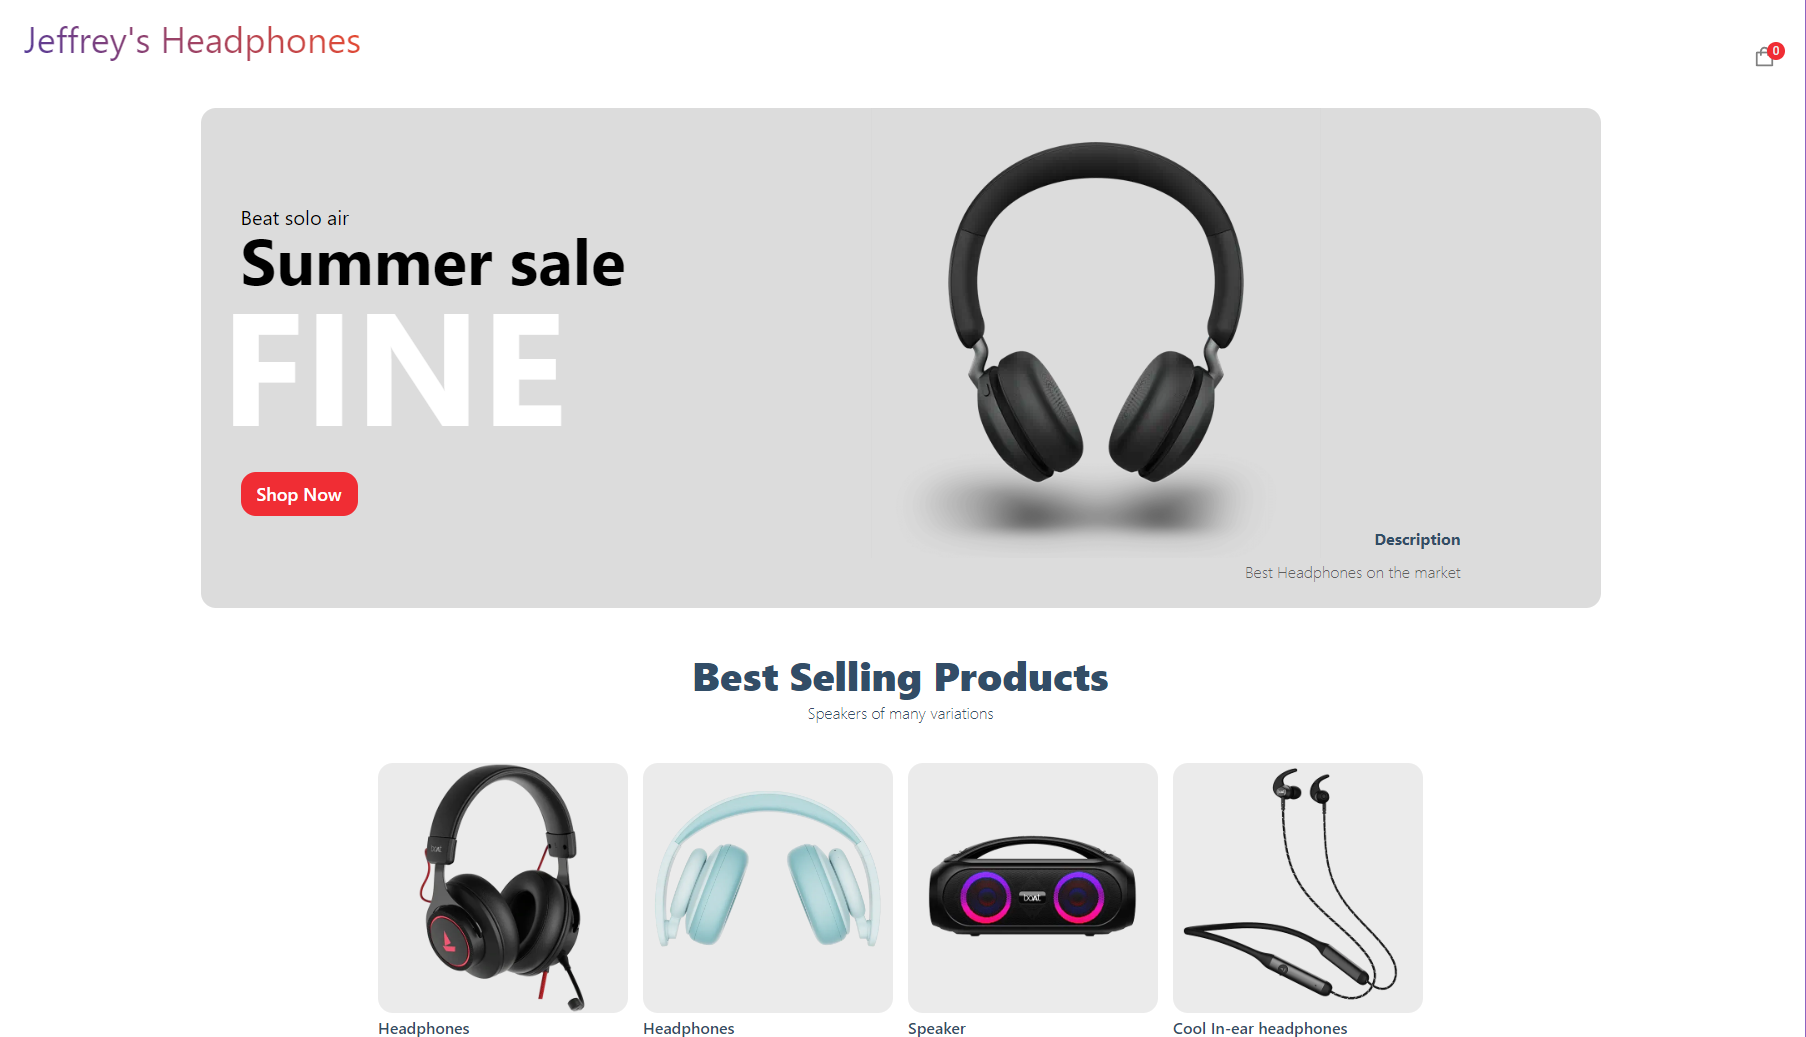 Jeffrey's Headphones
0
Beat solo air
Summer sale
FINE
Shop Now
Description
Best Headphones on the market
Best Selling Products
Speakers of many variations
Headphones
Headphones
Speaker
Cool In-ear headphones